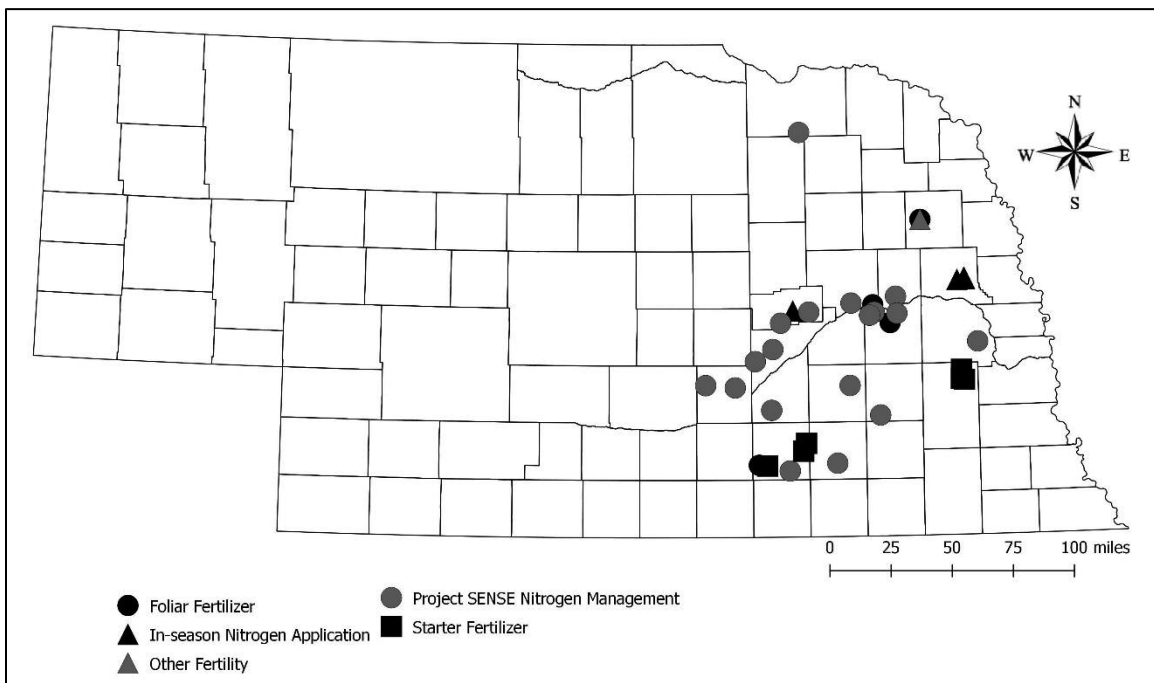 N
W E
S
0 25 50 75 100 miles
Foliar Fertilizer
In-season Nitrogen Application
Other Fertility
Project SENSE Nitrogen Management
Starter Fertilizer